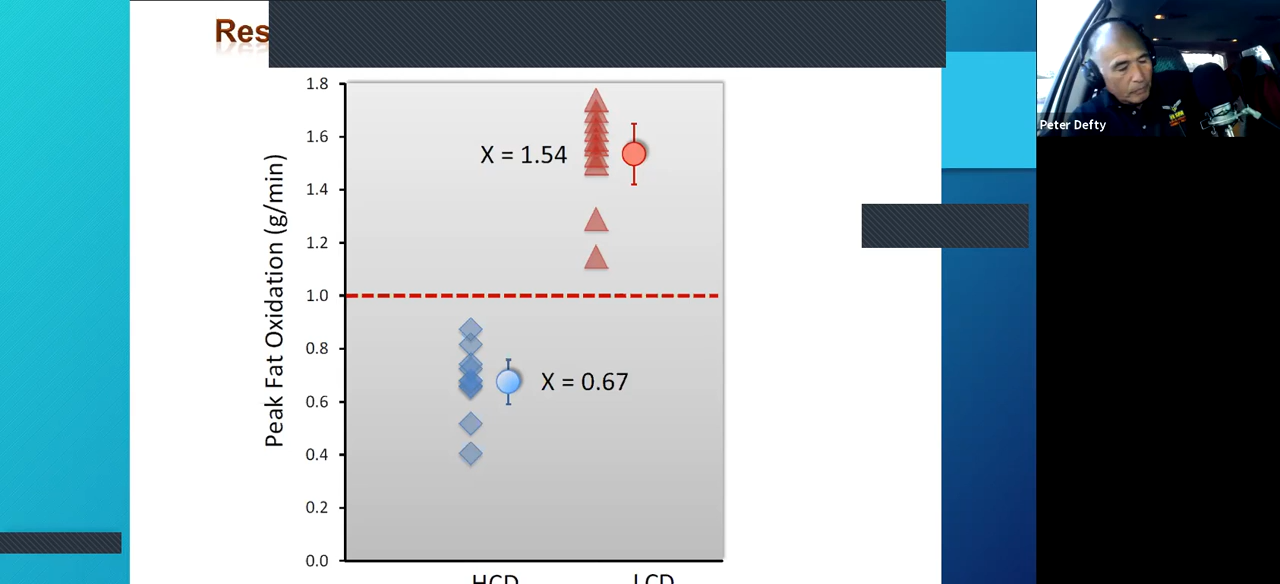 Res
1.8
1.6
1.4
1.2
1.0
0.8
0.6
0.4
0.2
0.0
Peak Fat Oxidation (g/min)
X = 1.54
X = 0.67
HCD
LCD
Peter Defty